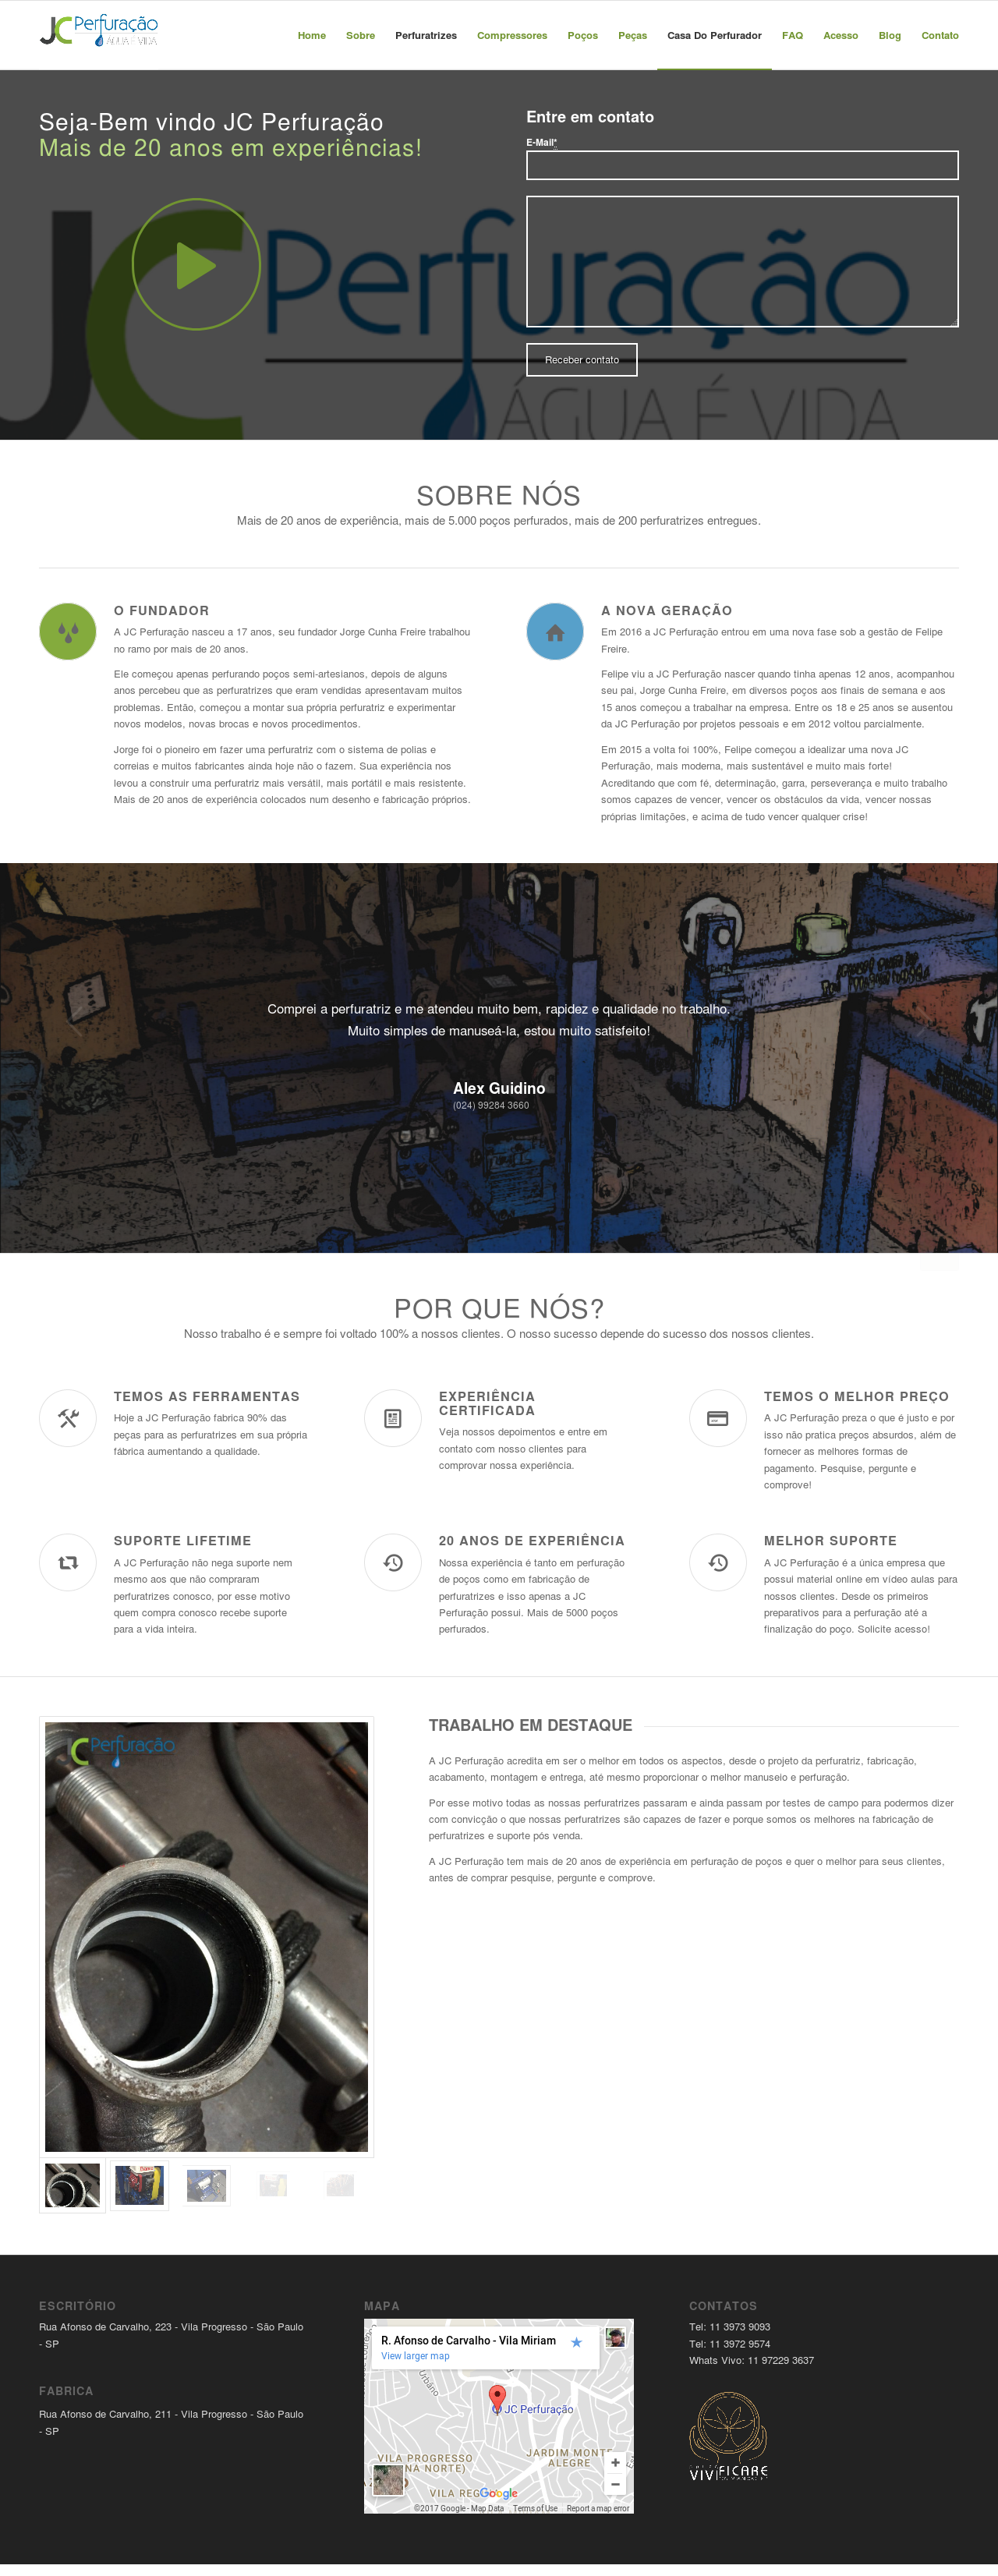 JC Perfuração
ÁGUA É VIDA
Home Sobre Perfuratrizes Compressores Poços Peças Casa Do Perfurador FAQ Acesso Blog Contato
Seja-Bem vindo JC Perfuração
Mais de 20 anos em experiências!
Entre em contato
E-Mail*
Receber contato
JC Perfuração
ÁGUA É VIDA
SOBRE NÓS
Mais de 20 anos de experiência, mais de 5.000 poços perfurados, mais de 200 perfuratrizes entregues.
O FUNDADOR
A JC Perfuração nasceu a 17 anos, seu fundador Jorge Cunha Freire trabalhou
no ramo por mais de 20 anos.
Ele começou apenas perfurando poços semi-artesianos, depois de alguns
anos percebeu que as perfuratrizes que eram vendidas apresentavam muitos
problemas. Então, começou a montar sua própria perfuratriz e experimentar
novos modelos, novas brocas e novos procedimentos.
Jorge foi o pioneiro em fazer uma perfuratriz com o sistema de polias e
correias e muitos fabricantes ainda hoje não o fazem. Sua experiência nos
levou a construir uma perfuratriz mais versátil, mais portátil e mais resistente.
Mais de 20 anos de experiência colocados num desenho e fabricação próprios.
A NOVA GERAÇÃO
Em 2016 a JC Perfuração entrou em uma nova fase sob a gestão de Felipe
Freire.
Felipe viu a JC Perfuração nascer quando tinha apenas 12 anos, acompanhou
seu pai, Jorge Cunha Freire, em diversos poços aos finais de semana e aos
15 anos começou a trabalhar na empresa. Entre os 18 e 25 anos se ausentou
da JC Perfuração por projetos pessoais e em 2012 voltou parcialmente.
Em 2015 a volta foi 100%, Felipe começou a idealizar uma nova JC
Perfuração, mais moderna, mais sustentável e muito mais forte!
Acreditando que com fé, determinação, garra, perseverança e muito trabalho
somos capazes de vencer, vencer os obstáculos da vida, vencer nossas
próprias limitações, e acima de tudo vencer qualquer crise!
Comprei a perfuratriz e me atendeu muito bem, rapidez e qualidade no trabalho.
Muito simples de manuseá-la, estou muito satisfeito!
Alex Guidino
(024) 99284 3660
POR QUE NÓS?
Nosso trabalho é e sempre foi voltado 100% a nossos clientes. O nosso sucesso depende do sucesso dos nossos clientes.
TEMOS AS FERRAMENTAS
Hoje a JC Perfuração fabrica 90% das
peças para as perfuratrizes em sua própria
fábrica aumentando a qualidade.
EXPERIÊNCIA
CERTIFICADA
Veja nossos depoimentos e entre em
contato com nosso clientes para
comprovar nossa experiência.
TEMOS O MELHOR PREÇO
A JC Perfuração preza o que é justo e por
isso não pratica preços absurdos, além de
fornecer as melhores formas de
pagamento. Pesquise, pergunte e
comprove!
SUPORTE LIFETIME
A JC Perfuração não nega suporte nem
mesmo aos que não compraram
perfuratrizes conosco, por esse motivo
quem compra conosco recebe suporte
para a vida inteira.
20 ANOS DE EXPERIÊNCIA
Nossa experiência é tanto em perfuração
de poços como em fabricação de
perfuratrizes e isso apenas a JC
Perfuração possui. Mais de 5000 poços
perfurados.
MELHOR SUPORTE
A JC Perfuração é a única empresa que
possui material online em vídeo aulas para
nossos clientes. Desde os primeiros
preparativos para a perfuração até a
finalização do poço. Solicite acesso!
JC Perfuração
TRABALHO EM DESTAQUE
A JC Perfuração acredita em ser o melhor em todos os aspectos, desde o projeto da perfuratriz, fabricação,
acabamento, montagem e entrega, até mesmo proporcionar o melhor manuseio e perfuração.
Por esse motivo todas as nossas perfuratrizes passaram e ainda passam por testes de campo para podermos dizer
com convicção o que nossas perfuratrizes são capazes de fazer e porque somos os melhores na fabricação de
perfuratrizes e suporte pós venda.
A JC Perfuração tem mais de 20 anos de experiência em perfuração de poços e quer o melhor para seus clientes,
antes de comprar pesquise, pergunte e comprove.
ESCRITÓRIO
Rua Afonso de Carvalho, 223 - Vila Progresso - São Paulo
- SP
FABRICA
Rua Afonso de Carvalho, 211 - Vila Progresso - São Paulo
- SP
MAPA
R. Afonso de Carvalho - Vila Miriam
View larger map
Urbano
JC Perfuração
VILA PROGRESSO
(ZONA NORTE)
JARDIM MONTE
ALEGRE
VILA REG
Google
©2017 Google - Map Data Terms of Use Report a map error
CONTATOS
Tel: 11 3973 9093
Tel: 11 3972 9574
Whats Vivo: 11 97229 3637
VIVIFICARE